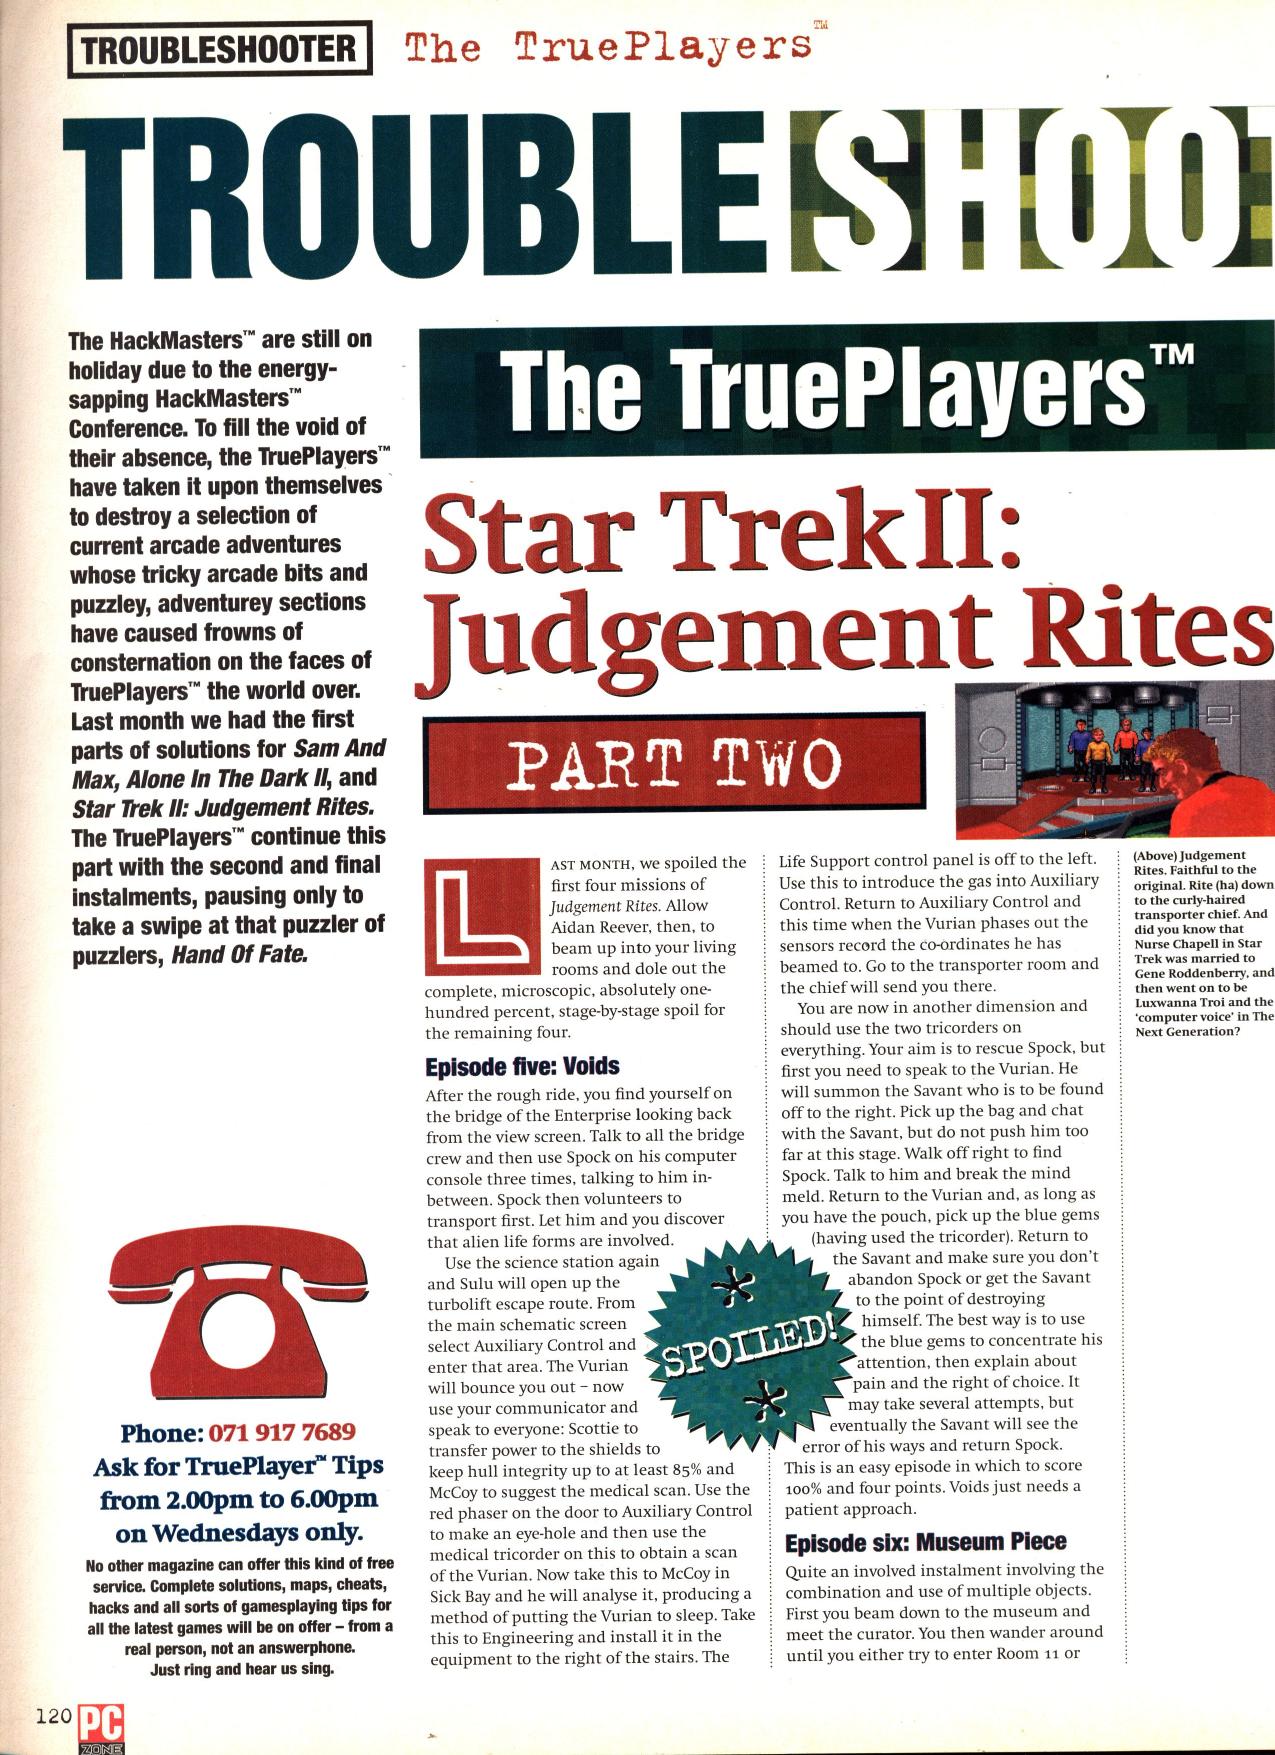 TROUBLESHOOTER The TruePlayers™
TROUBLESHOO
The HackMasters™ are still on
holiday due to the energy-
sapping HackMasters™
Conference. To fill the void of
their absence, the TruePlayers™
have taken it upon themselves
to destroy a selection of
current arcade adventures
whose tricky arcade bits and
puzzley, adventurey sections
have caused frowns of
consternation on the faces of
TruePlayers™ the world over.
Last month we had the first
parts of solutions for Sam And
Max, Alone In The Dark II, and
Star Trek II: Judgement Rites.
The TruePlayers™ continue this
part with the second and final
instalments, pausing only to
take a swipe at that puzzler of
puzzlers, Hand Of Fate.
Phone: 071 917 7689
Ask for TruePlayer™ Tips
from 2.00pm to 6.00pm
on Wednesdays only.
No other magazine can offer this kind of free
service. Complete solutions, maps, cheats,
hacks and all sorts of gamesplaying tips for
all the latest games will be on offer – from a
real person, not an answerphone.
Just ring and hear us sing.
The TruePlayers™
Star Trek II:
Judgement Rites
PART TWO
LAST MONTH, we spoiled the
first four missions of
Judgement Rites. Allow
Aidan Reever, then, to
beam up into your living
rooms and dole out the
complete, microscopic, absolutely one-
hundred percent, stage-by-stage spoil for
the remaining four.
Episode five: Voids
After the rough ride, you find yourself on
the bridge of the Enterprise looking back
from the view screen. Talk to all the bridge
crew and then use Spock on his computer
console three times, talking to him in-
between. Spock then volunteers to
transport first. Let him and you discover
that alien life forms are involved.
Use the science station again
and Sulu will open up the
turbolift escape route. From
the main schematic screen
select Auxiliary Control and
enter that area. The Vurian
will bounce you out – now
use your communicator and
speak to everyone: Scottie to
transfer power to the shields to
keep hull integrity up to at least 85% and
McCoy to suggest the medical scan. Use the
red phaser on the door to Auxiliary Control
to make an eye-hole and then use the
medical tricorder on this to obtain a scan
of the Vurian. Now take this to McCoy in
Sick Bay and he will analyse it, producing a
method of putting the Vurian to sleep. Take
this to Engineering and install it in the
equipment to the right of the stairs. The
SPOILED!
Life Support control panel is off to the left.
Use this to introduce the gas into Auxiliary
Control. Return to Auxiliary Control and
this time when the Vurian phases out the
sensors record the co-ordinates he has
beamed to. Go to the transporter room and
the chief will send you there.
You are now in another dimension and
should use the two tricorders on
everything. Your aim is to rescue Spock, but
first you need to speak to the Vurian. He
will summon the Savant who is to be found
off to the right. Pick up the bag and chat
with the Savant, but do not push him too
far at this stage. Walk off right to find
Spock. Talk to him and break the mind
meld. Return to the Vurian and, as long as
you have the pouch, pick up the blue gems
(having used the tricorder). Return to
the Savant and make sure you don't
abandon Spock or get the Savant
to the point of destroying
himself. The best way is to use
the blue gems to concentrate his
attention, then explain about
pain and the right of choice. It
may take several attempts, but
eventually the Savant will see the
error of his ways and return Spock.
This is an easy episode in which to score
100% and four points. Voids just needs a
patient approach.
Episode six: Museum Piece
Quite an involved instalment involving the
combination and use of multiple objects.
First you beam down to the museum and
meet the curator. You then wander around
until you either try to enter Room 11 or
(Above) Judgement
Rites. Faithful to the
original. Rite (ha) down
to the curly-haired
transporter chief. And
did you know that
Nurse Chapell in Star
Trek was married to
Gene Roddenberry, and
then went on to be
Luxwanna Troi and the
'computer voice' in The
Next Generation?
120 PC
ZONE